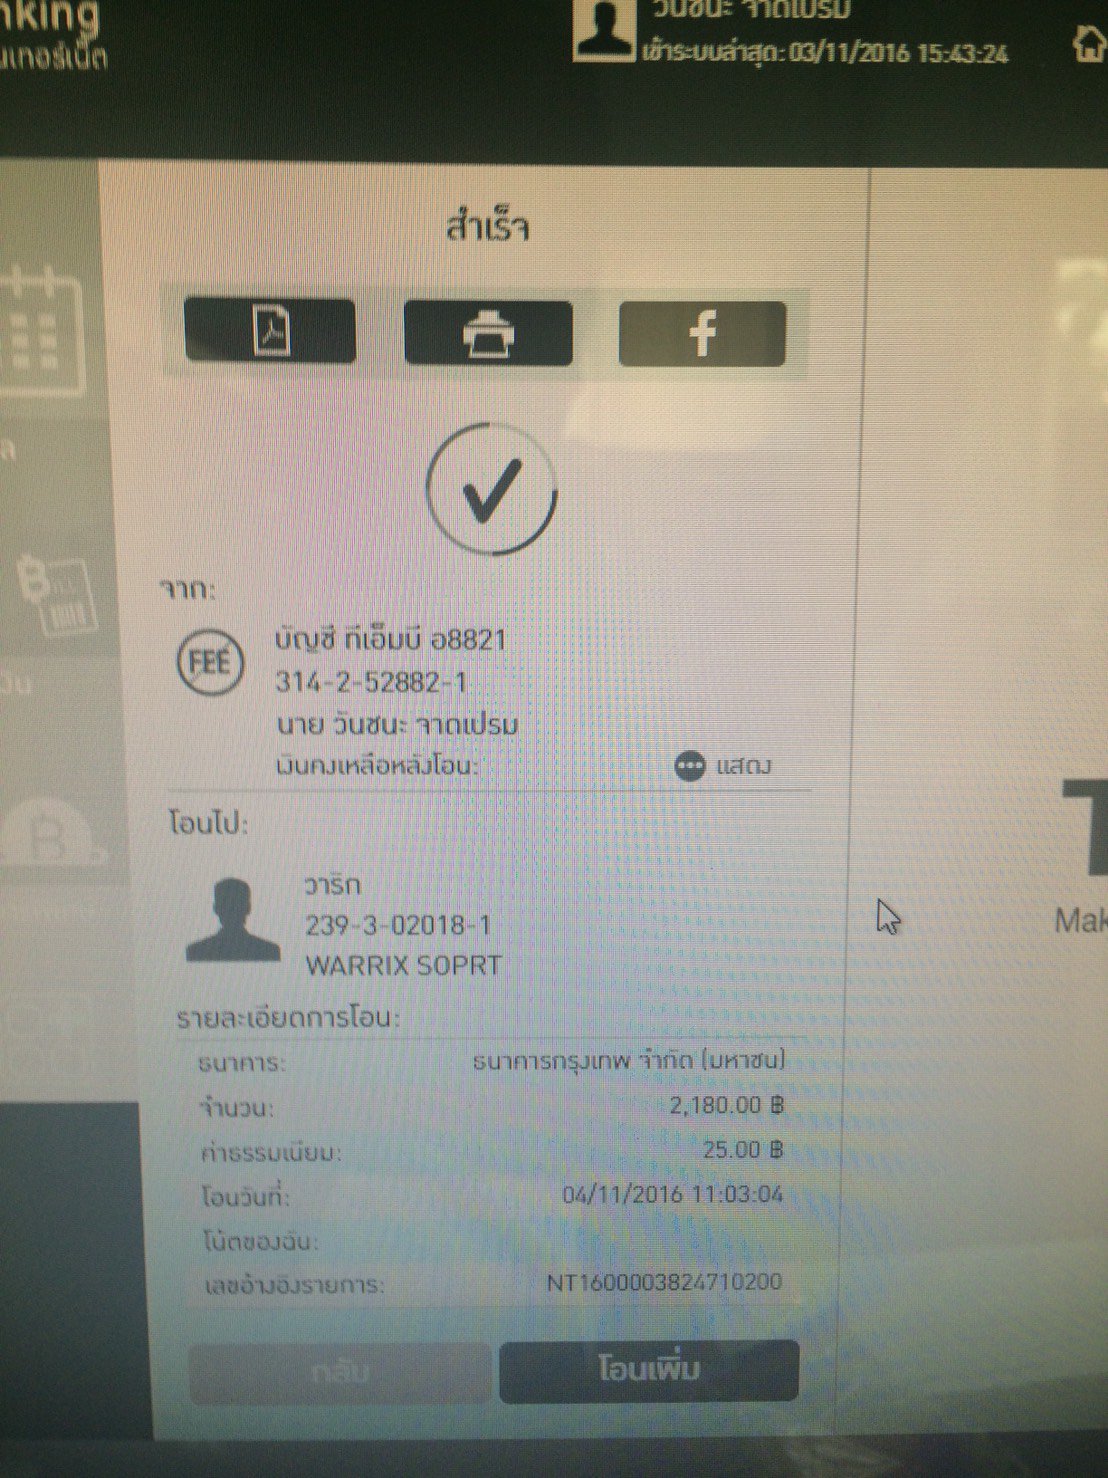 nking
วันชนะ จาดเปรม
เข้าระบบล่าสุด: 03/11/2016 15:43:24
สำเร็จ
จาก:
FEE
บัญชี ทีเอ็มบี อ8821
314-2-52882-1
นาย วันชนะ จาดเปรม
เงินคงเหลือหลังโอน:
แสดง
โอนไป:
วาริก
239-3-02018-1
WARRIX SOPRT
รายละเอียดการโอน:
ธนาการ: ธนาการกรุงเทพ จำกัด (มหาชน)
จำนวน: 2,180.00 ฿
ค่าธรรมเนียม: 25.00 ฿
โอนวันที่: 04/11/2016 11:03:04
โน้ตของฉัน:
เลขอ้างอิงรายการ: NT1600003824710200
กลับ
โอนเพิ่ม
Mak